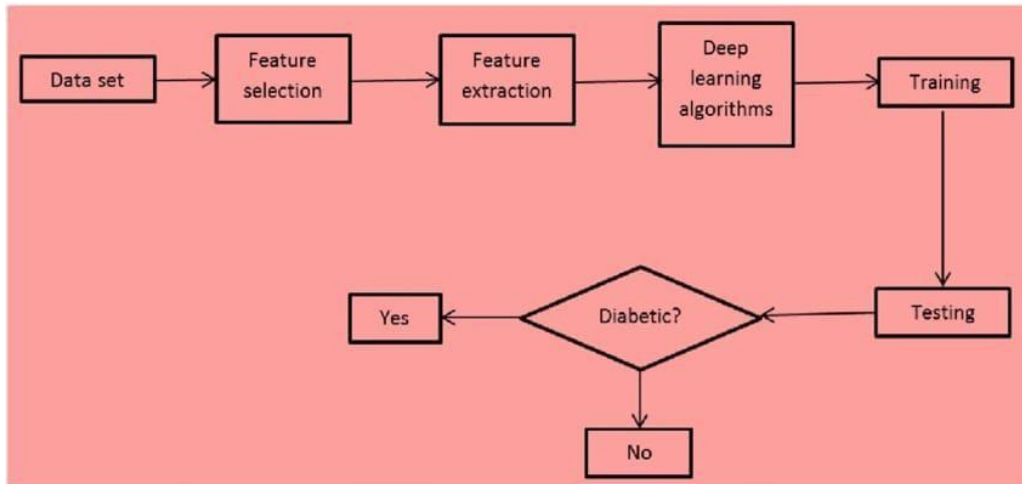 Data set
Feature
selection
Feature
extraction
Deep
learning
algorithms
Training
Testing
Diabetic?
Yes
No